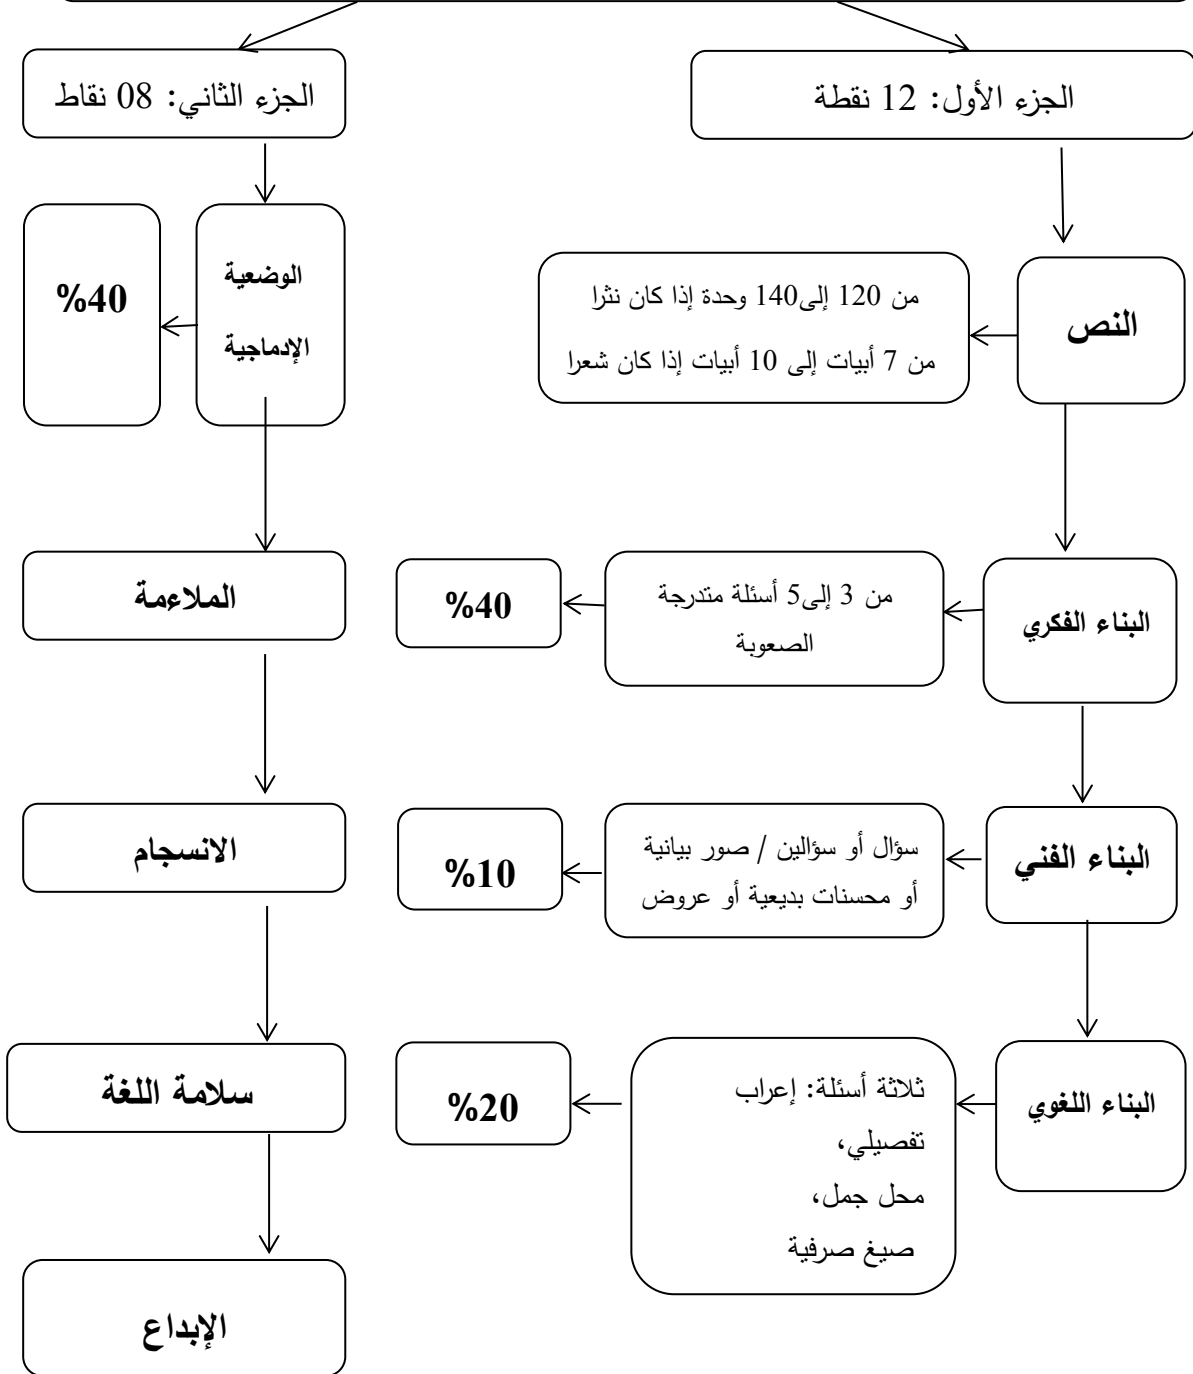 الجزء الأول: 12 نقطة
الجزء الثاني: 08 نقاط
النص
من 120 إلى140 وحدة إذا كان نثرا
من 7 أبيات إلى 10 أبيات إذا كان شعرا
الوضعية
الإدماجية
%40
البناء الفكري
من 3 إلى5 أسئلة متدرجة
الصعوبة
%40
الملاءمة
البناء الفني
سؤال أو سؤالين / صور بيانية
أو محسنات بديعية أو عروض
%10
الانسجام
البناء اللغوي
ثلاثة أسئلة: إعراب
تفصيلي،
محل جمل،
صيغ صرفية
%20
سلامة اللغة
الإبداع